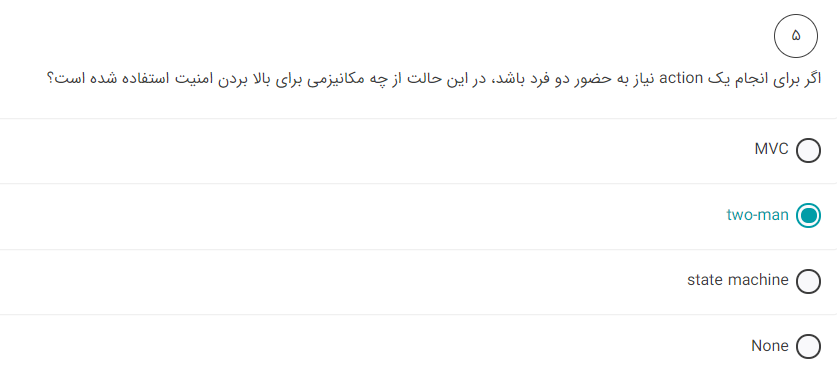 ۵
اگر برای انجام یک action نیاز به حضور دو فرد باشد، در این حالت از چه مکانیزمی برای بالا بردن امنیت استفاده شده است؟
MVC
two-man
state machine
None